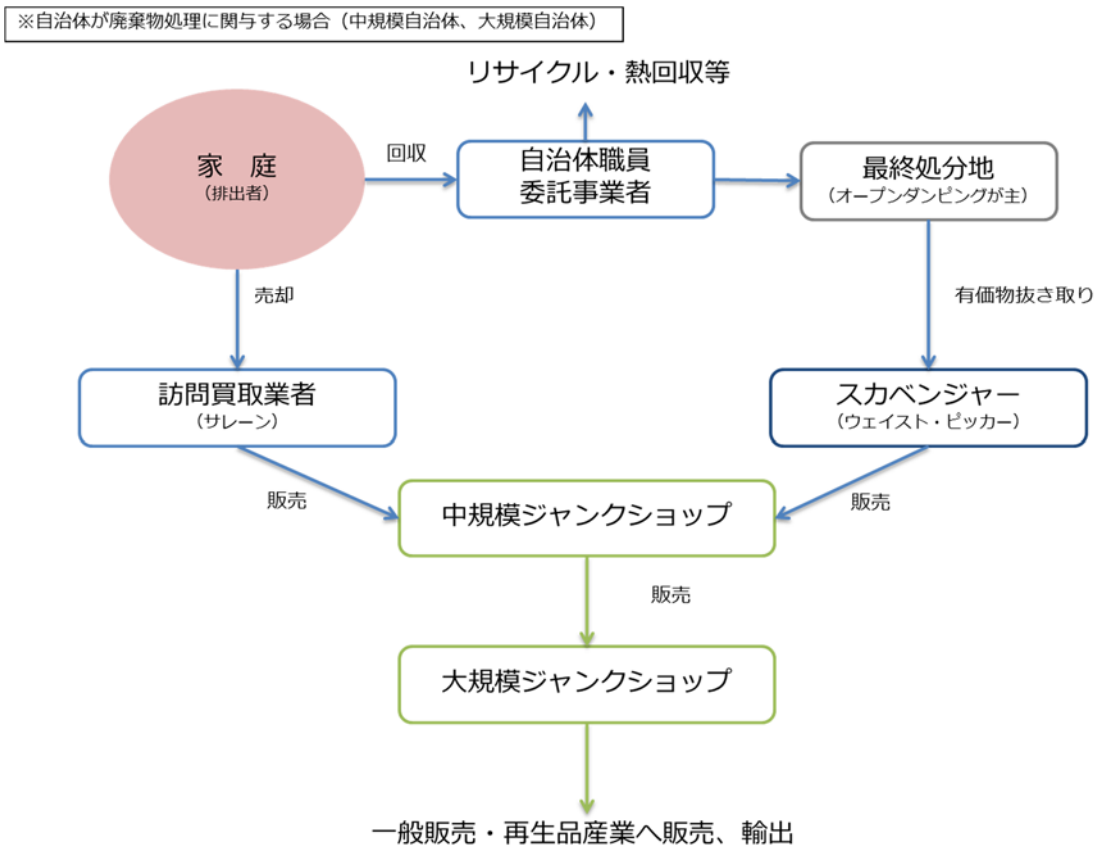 ※自治体が廃棄物処理に関与する場合（中規模自治体、大規模自治体）
リサイクル・熱回収等
家　庭
（排出者）
回収
自治体職員
委託事業者
最終処分地
（オープンダンピングが主）
売却
有価物抜き取り
訪問買取業者
（サレーン）
スカベンジャー
（ウェイスト・ピッカー）
販売
販売
中規模ジャンクショップ
販売
大規模ジャンクショップ
一般販売・再生品産業へ販売、輸出